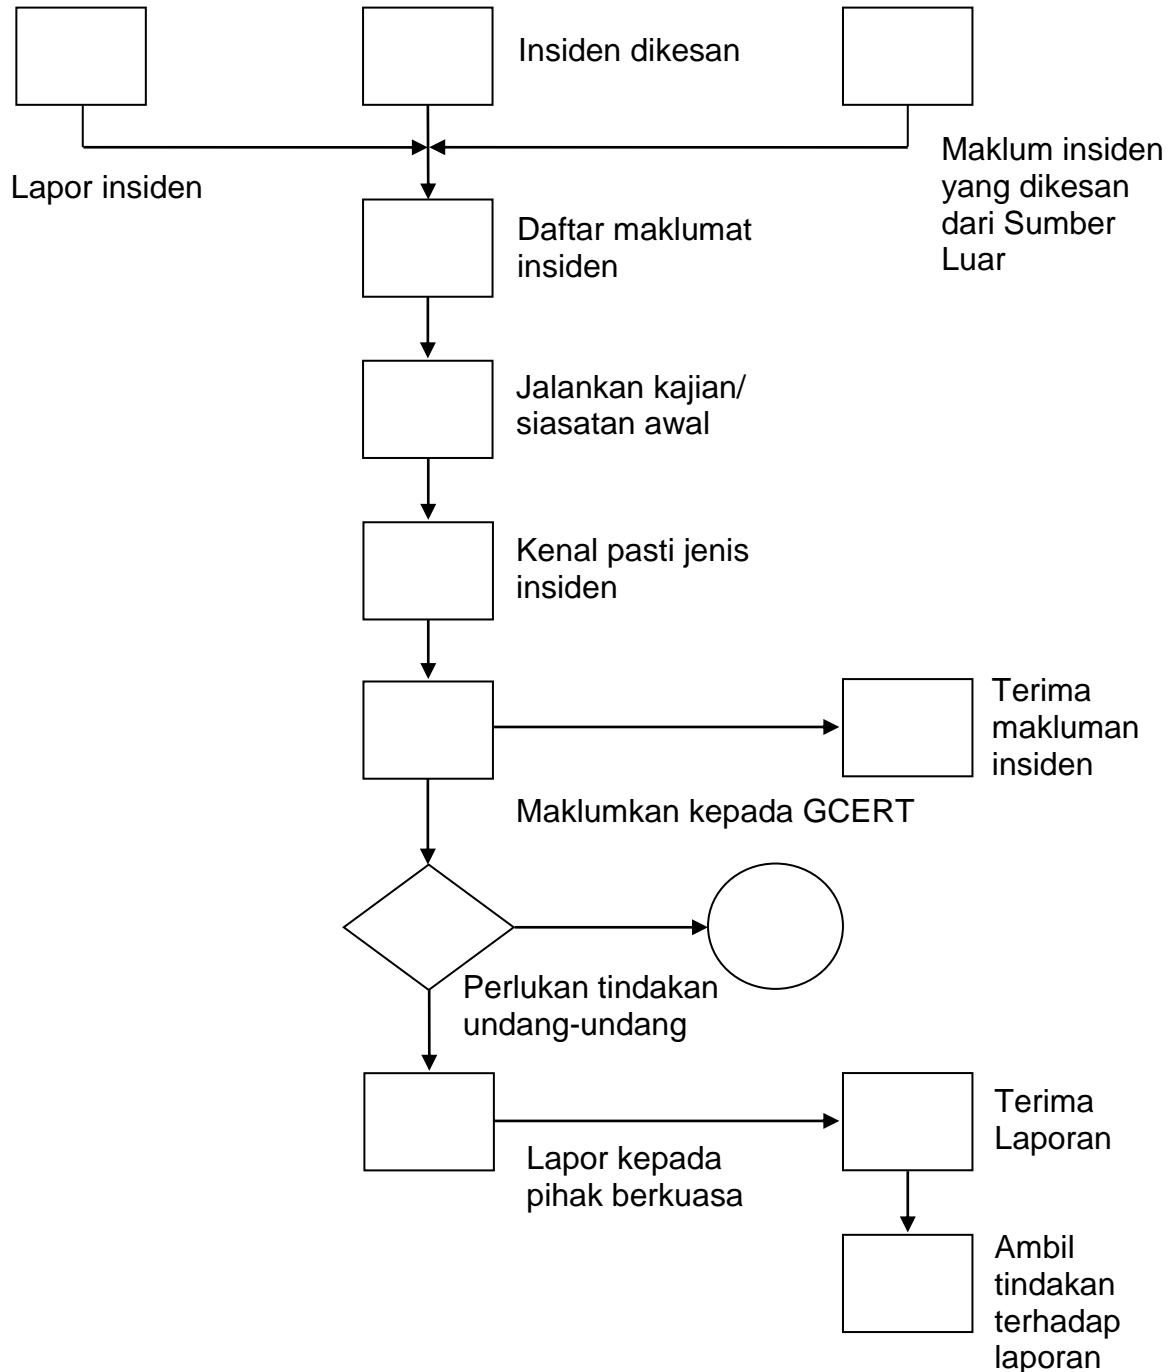 Insiden dikesan
Lapor insiden
Maklum insiden
yang dikesan
dari Sumber
Luar
Daftar maklumat
insiden
Jalankan kajian/
siasatan awal
Kenal pasti jenis
insiden
Terima
makluman
insiden
Maklumkan kepada GCERT
Perlukan tindakan
undang-undang
Lapor kepada
pihak berkuasa
Terima
Laporan
Ambil
tindakan
terhadap
laporan